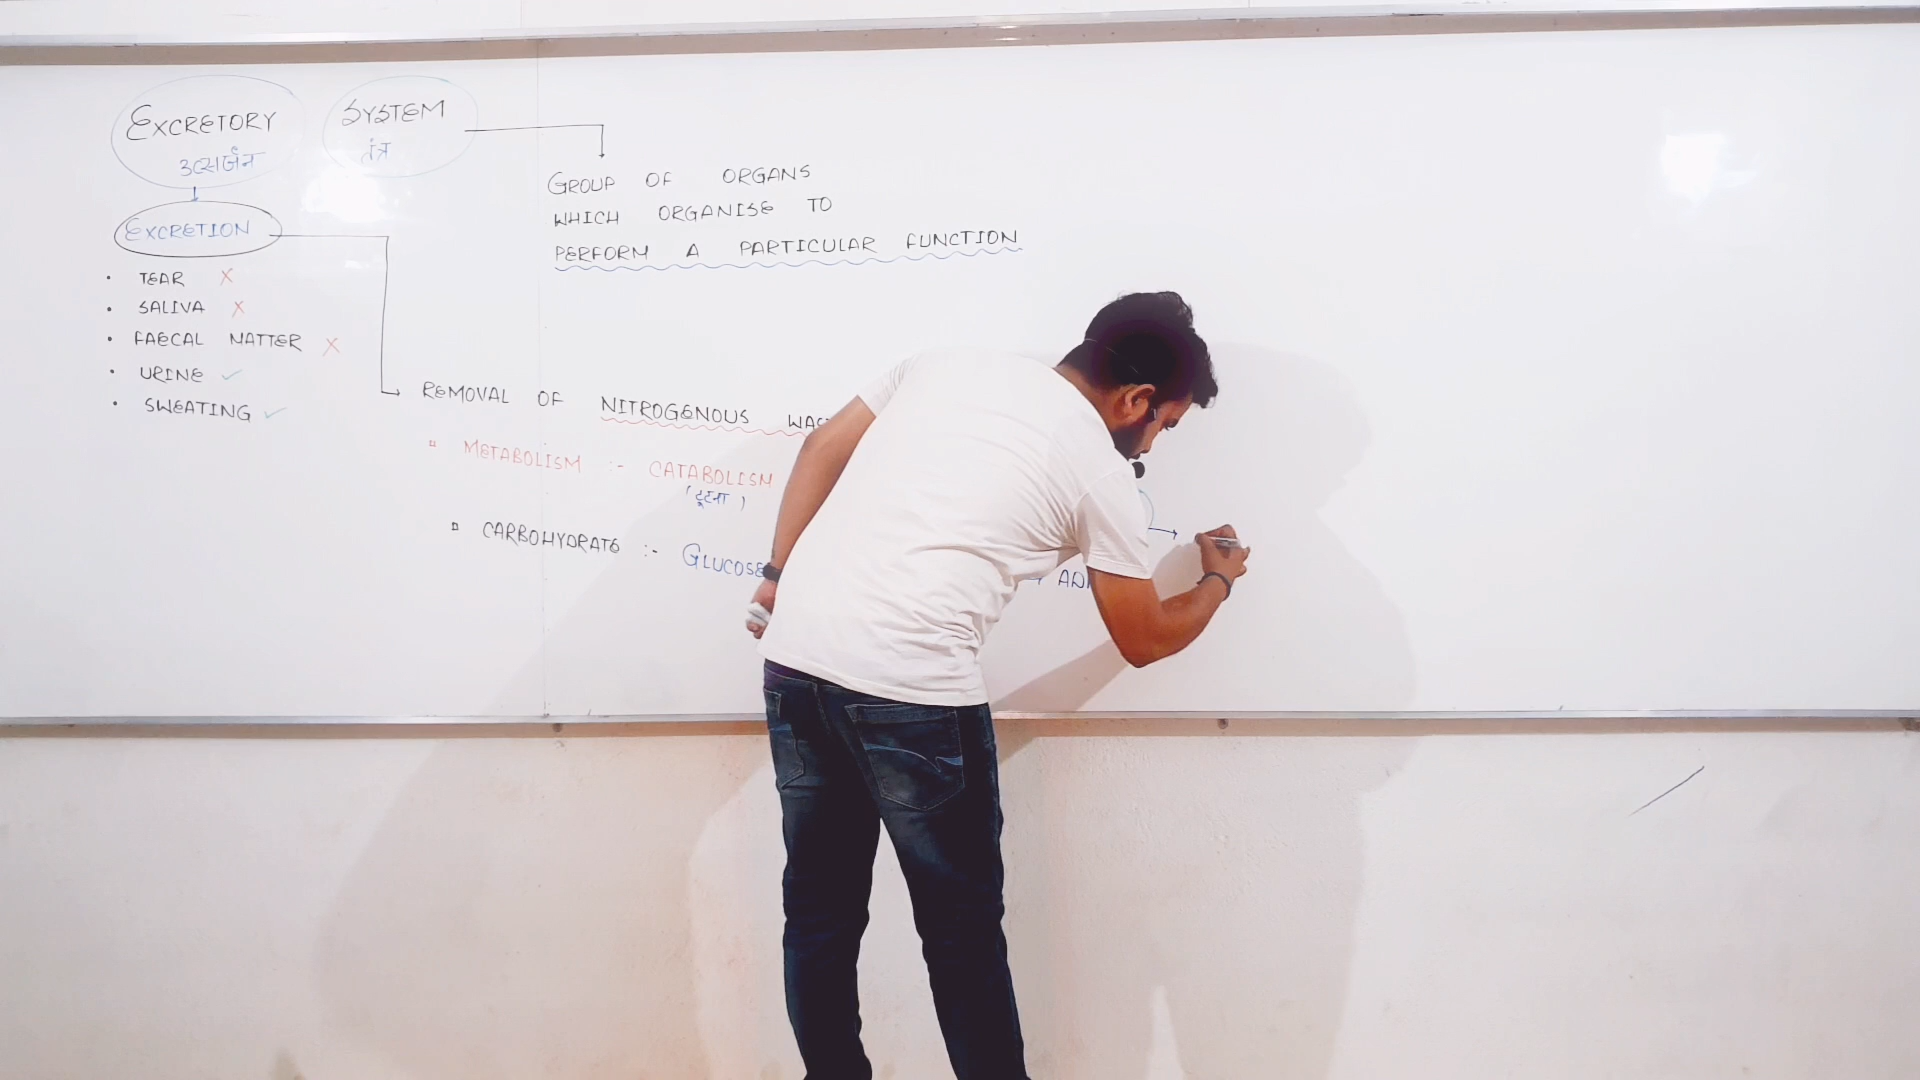 EXCRETORY SYSTEM
उत्सर्जन तंत्र
GROUP OF ORGANS
WHICH ORGANISE TO
PERFORM A PARTICULAR FUNCTION
EXCRETION
• TEAR X
• SALIVA X
• FAECAL MATTER X
• URINE ✓
• SWEATING ✓
REMOVAL OF NITROGENOUS
METABOLISM :- CATABOLISM
(टूटना)
CARBOHYDRATE :- GLUCOSE